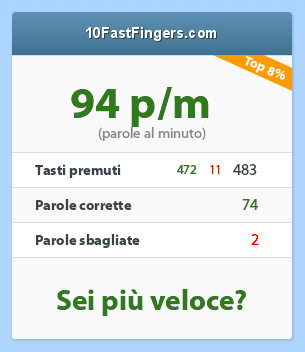 10FastFingers.com
Top 8%
94 p/m
(parole al minuto)
Tasti premuti 472 11 483
Parole corrette 74
Parole sbagliate 2
Sei più veloce?